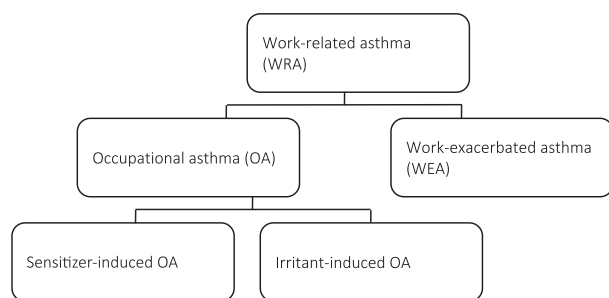 Work-related asthma
(WRA)
Occupational asthma (OA)
Work-exacerbated asthma
(WEA)
Sensitizer-induced OA
Irritant-induced OA